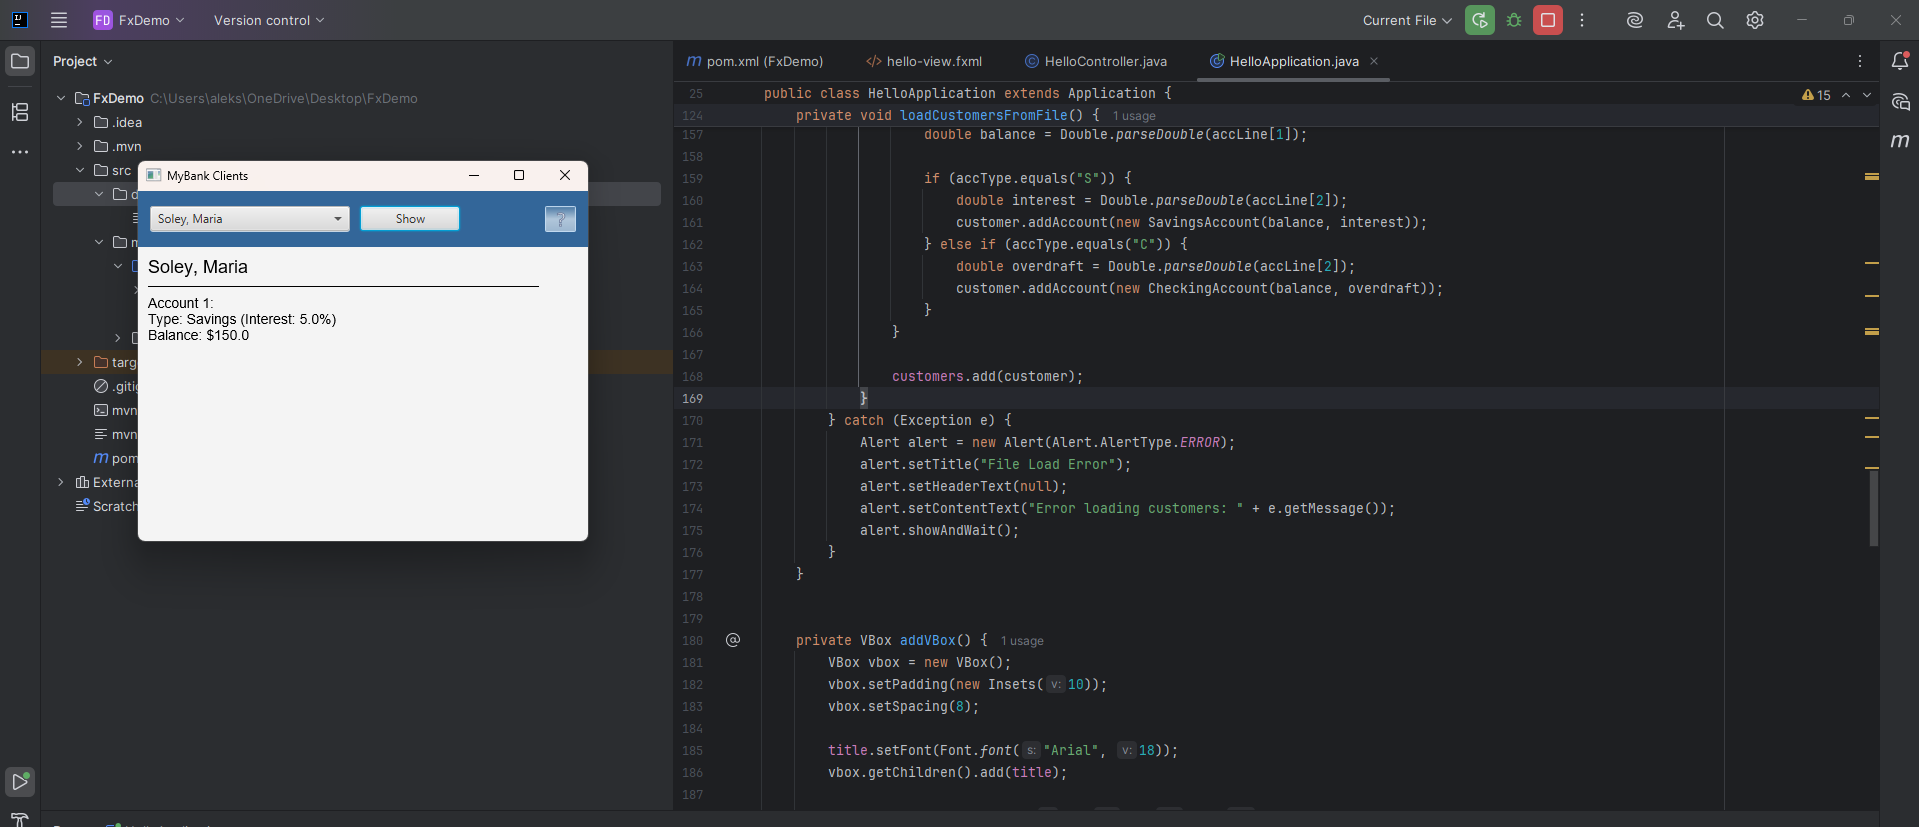 FD FxDemo Version control Current File
Project
FxDemo C:\Users\aleks\OneDrive\Desktop\FxDemo
.idea
.mvn
src
targ
.gitig
mvn
mvn
pom
Externa
Scratch
MyBank Clients
Soley, Maria Show ?
Soley, Maria
Account 1:
Type: Savings (Interest: 5.0%)
Balance: $150.0
pom.xml (FxDemo) hello-view.fxml HelloController.java HelloApplication.java
15
25 public class HelloApplication extends Application {
124 private void loadCustomersFromFile() { 1 usage
157 double balance = Double.parseDouble(accLine[1]);
158
159 if (accType.equals("S")) {
160 double interest = Double.parseDouble(accLine[2]);
161 customer.addAccount(new SavingsAccount(balance, interest));
162 } else if (accType.equals("C")) {
163 double overdraft = Double.parseDouble(accLine[2]);
164 customer.addAccount(new CheckingAccount(balance, overdraft));
165 }
166 }
167
168 customers.add(customer);
169 }
170 } catch (Exception e) {
171 Alert alert = new Alert(Alert.AlertType.ERROR);
172 alert.setTitle("File Load Error");
173 alert.setHeaderText(null);
174 alert.setContentText("Error loading customers: " + e.getMessage());
175 alert.showAndWait();
176 }
177 }
178
179
180 private VBox addVBox() { 1 usage
181 VBox vbox = new VBox();
182 vbox.setPadding(new Insets( v: 10));
183 vbox.setSpacing(8);
184
185 title.setFont(Font.font( s: "Arial", v: 18));
186 vbox.getChildren().add(title);
187